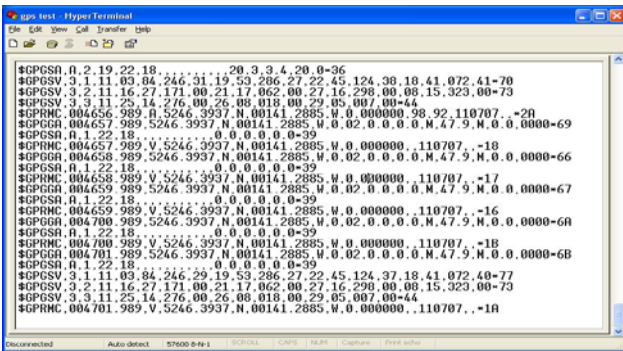 gps test - HyperTerminal
File Edit View Call Transfer Help
$GPGSA,A,2,19,22,18,,,,,,,,,,20.3,3.4,20.0*36
$GPGSV,3,1,11,03,84,246,31,19,53,286,27,22,45,124,38,18,41,072,41*70
$GPGSV,3,2,11,16,27,171,00,21,17,062,00,27,16,298,00,08,15,323,00*73
$GPGSV,3,3,11,25,14,276,00,26,08,018,00,29,05,007,00*44
$GPRMC,004656.989,A,5246.3937,N,00141.2885,W,0.000000,98.92,110707,,*2A
$GPGGA,004657.989,5246.3937,N,00141.2885,W,0,02,0.0,0.0,M,47.9,M,0.0,0000*69
$GPGSA,A,1,22,18,,,,,,,,,,,0.0,0.0,0.0*39
$GPRMC,004657.989,V,5246.3937,N,00141.2885,W,0.000000,,110707,,*18
$GPGGA,004658.989,5246.3937,N,00141.2885,W,0,02,0.0,0.0,M,47.9,M,0.0,0000*66
$GPGSA,A,1,22,18,,,,,,,,,,,0.0,0.0,0.0*39
$GPRMC,004658.989,V,5246.3937,N,00141.2885,W,0.000000,,110707,,*17
$GPGGA,004659.989,5246.3937,N,00141.2885,W,0,02,0.0,0.0,M,47.9,M,0.0,0000*67
$GPGSA,A,1,22,18,,,,,,,,,,,0.0,0.0,0.0*39
$GPRMC,004659.989,V,5246.3937,N,00141.2885,W,0.000000,,110707,,*16
$GPGGA,004700.989,5246.3937,N,00141.2885,W,0,02,0.0,0.0,M,47.9,M,0.0,0000*6A
$GPGSA,A,1,22,18,,,,,,,,,,,0.0,0.0,0.0*39
$GPRMC,004700.989,V,5246.3937,N,00141.2885,W,0.000000,,110707,,*1B
$GPGGA,004701.989,5246.3937,N,00141.2885,W,0,02,0.0,0.0,M,47.9,M,0.0,0000*6B
$GPGSA,A,1,22,18,,,,,,,,,,,0.0,0.0,0.0*39
$GPGSV,3,1,11,03,84,246,29,19,53,286,27,22,45,124,37,18,41,072,40*77
$GPGSV,3,2,11,16,27,171,00,21,17,062,00,27,16,298,00,08,15,323,00*73
$GPGSV,3,3,11,25,14,276,00,26,08,018,00,29,05,007,00*44
$GPRMC,004701.989,V,5246.3937,N,00141.2885,W,0.000000,,110707,,*1A
Disconnected Auto detect 57600 8-N-1 SCROLL CAPS NUM Capture Print echo